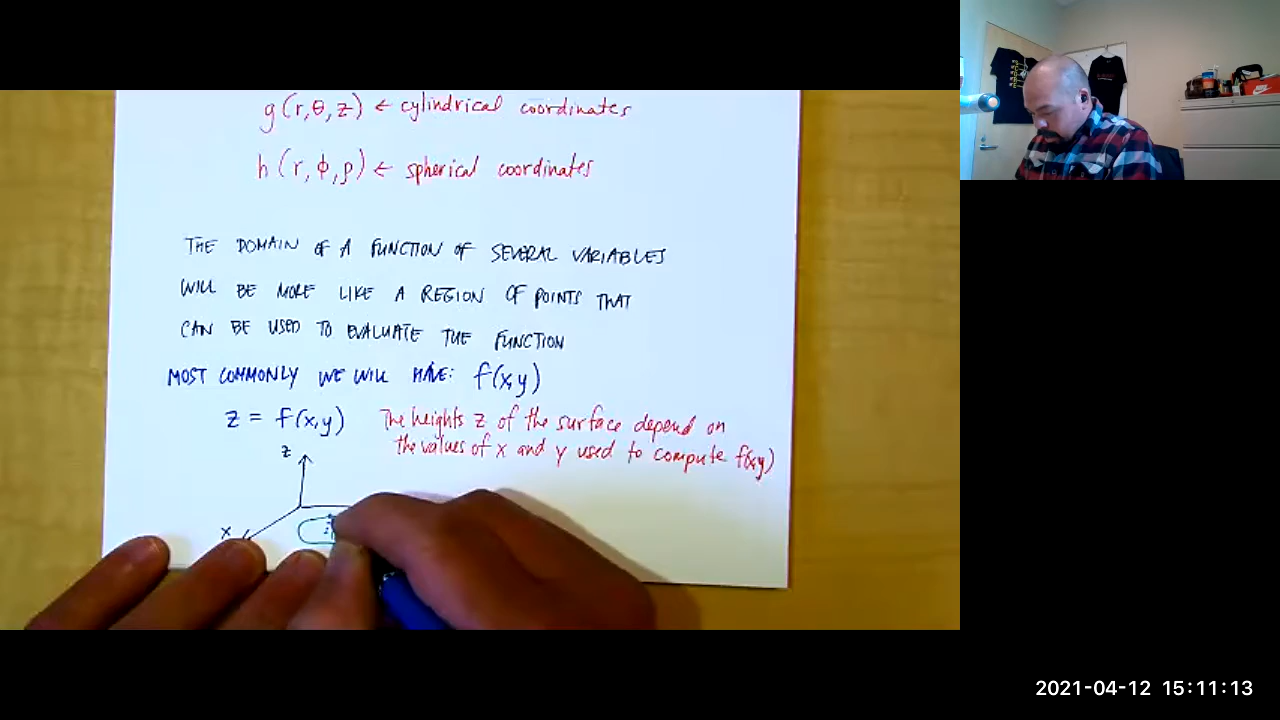 g(r,θ,z) ← cylindrical coordinates
h(r,ϕ,ρ) ← spherical coordinates
THE DOMAIN OF A FUNCTION OF SEVERAL VARIABLES
WILL BE MORE LIKE A REGION OF POINTS THAT
CAN BE USED TO EVALUATE THE FUNCTION
MOST COMMONLY WE WILL HAVE: f(x,y)
z = f(x,y) The heights z of the surface depend on
the values of x and y used to compute f(x,y)
z
x
2021-04-12 15:11:13